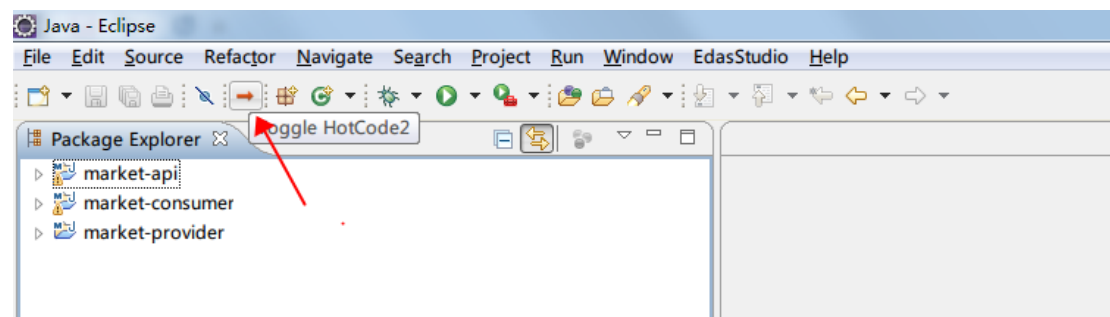 Java - Eclipse
File Edit Source Refactor Navigate Search Project Run Window EdasStudio Help
oggle HotCode2
Package Explorer
market-api
market-consumer
market-provider